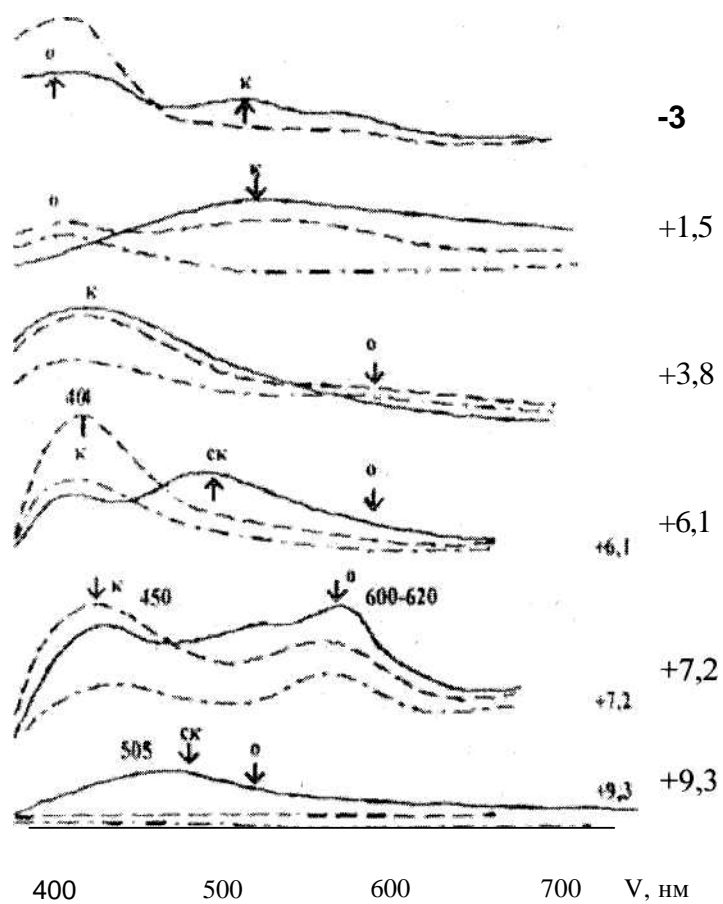 о
к
-3
о
к
+1,5
к
о
+3,8
404
к
ск
о
+6,1
+6,1
к
450
о
600-620
+7,2
+7,2
505
ск
о
+9,3
+9,3
400 500 600 700 V, нм